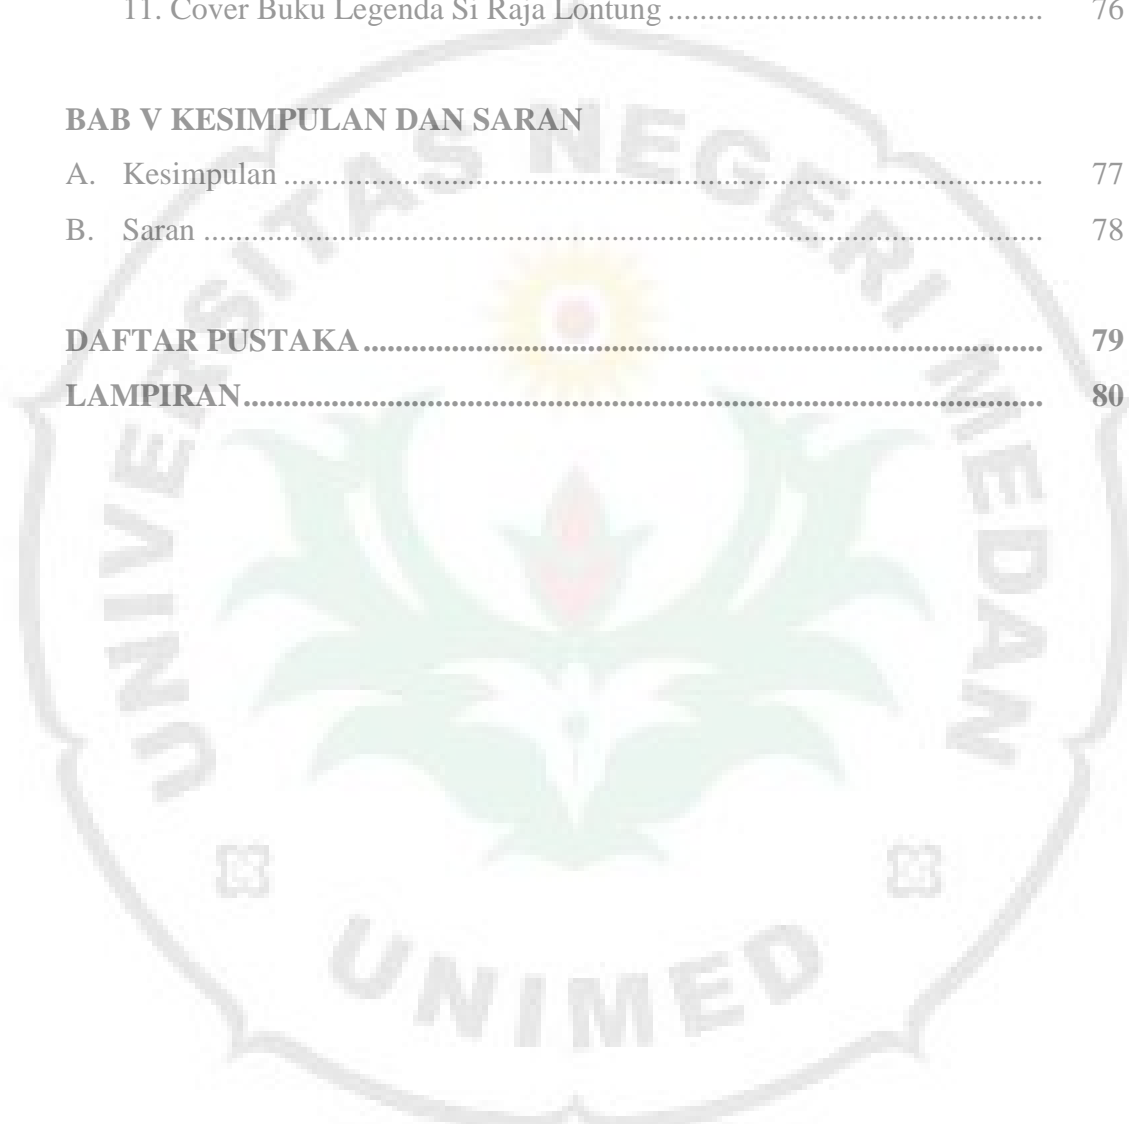 11. Cover Buku Legenda Si Raja Lontung ........................................ 76
BAB V KESIMPULAN DAN SARAN
A. Kesimpulan ................................................................................... 77
B. Saran ............................................................................................. 78
DAFTAR PUSTAKA ........................................................................... 79
LAMPIRAN ......................................................................................... 80
UNIVERSITAS NEGERI MEDAN
UNIMED